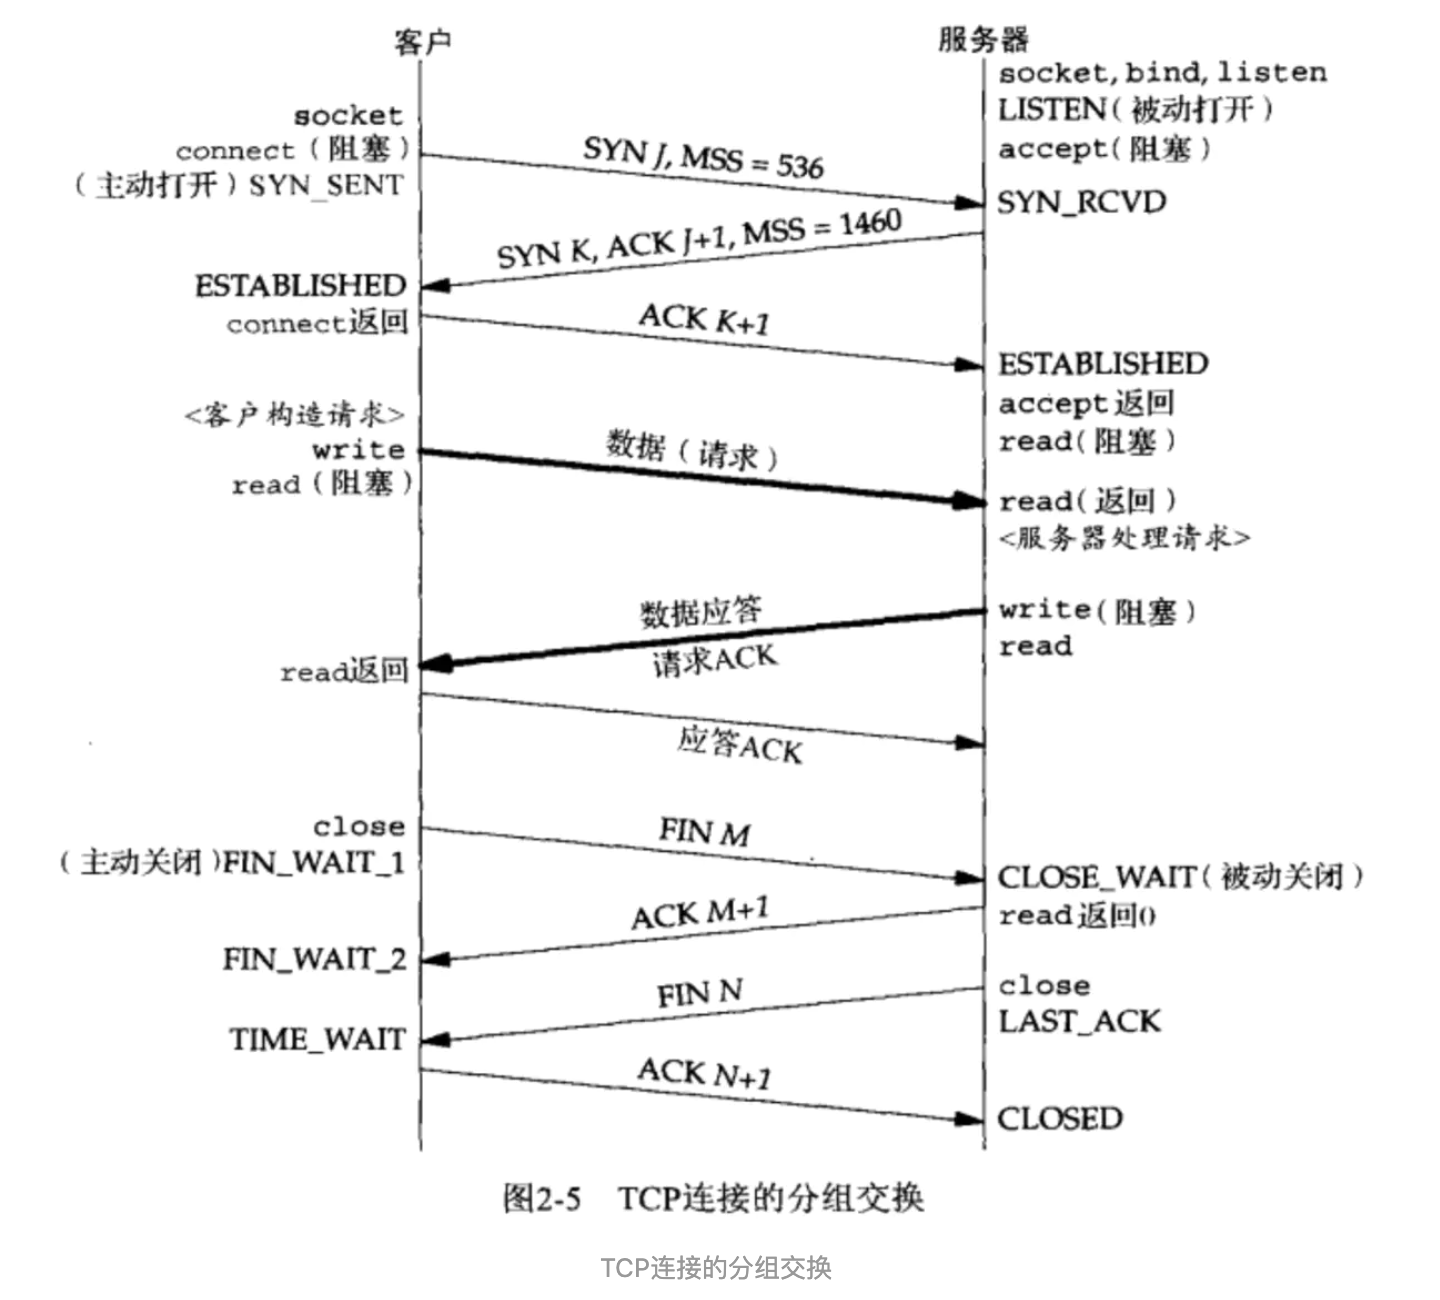 客户
服务器
socket, bind, listen
LISTEN(被动打开)
accept(阻塞)
socket
connect(阻塞)
(主动打开)SYN_SENT
SYN J, MSS = 536
SYN_RCVD
SYN K, ACK J+1, MSS = 1460
ESTABLISHED
connect返回
ACK K+1
ESTABLISHED
accept返回
read(阻塞)
<客户构造请求>
write
read(阻塞)
数据(请求)
read(返回)
<服务器处理请求>
write(阻塞)
read
数据应答
请求ACK
read返回
应答ACK
close
(主动关闭)FIN_WAIT_1
FIN M
CLOSE_WAIT(被动关闭)
read返回0
ACK M+1
FIN_WAIT_2
close
LAST_ACK
FIN N
TIME_WAIT
ACK N+1
CLOSED
图2-5 TCP连接的分组交换
TCP连接的分组交换